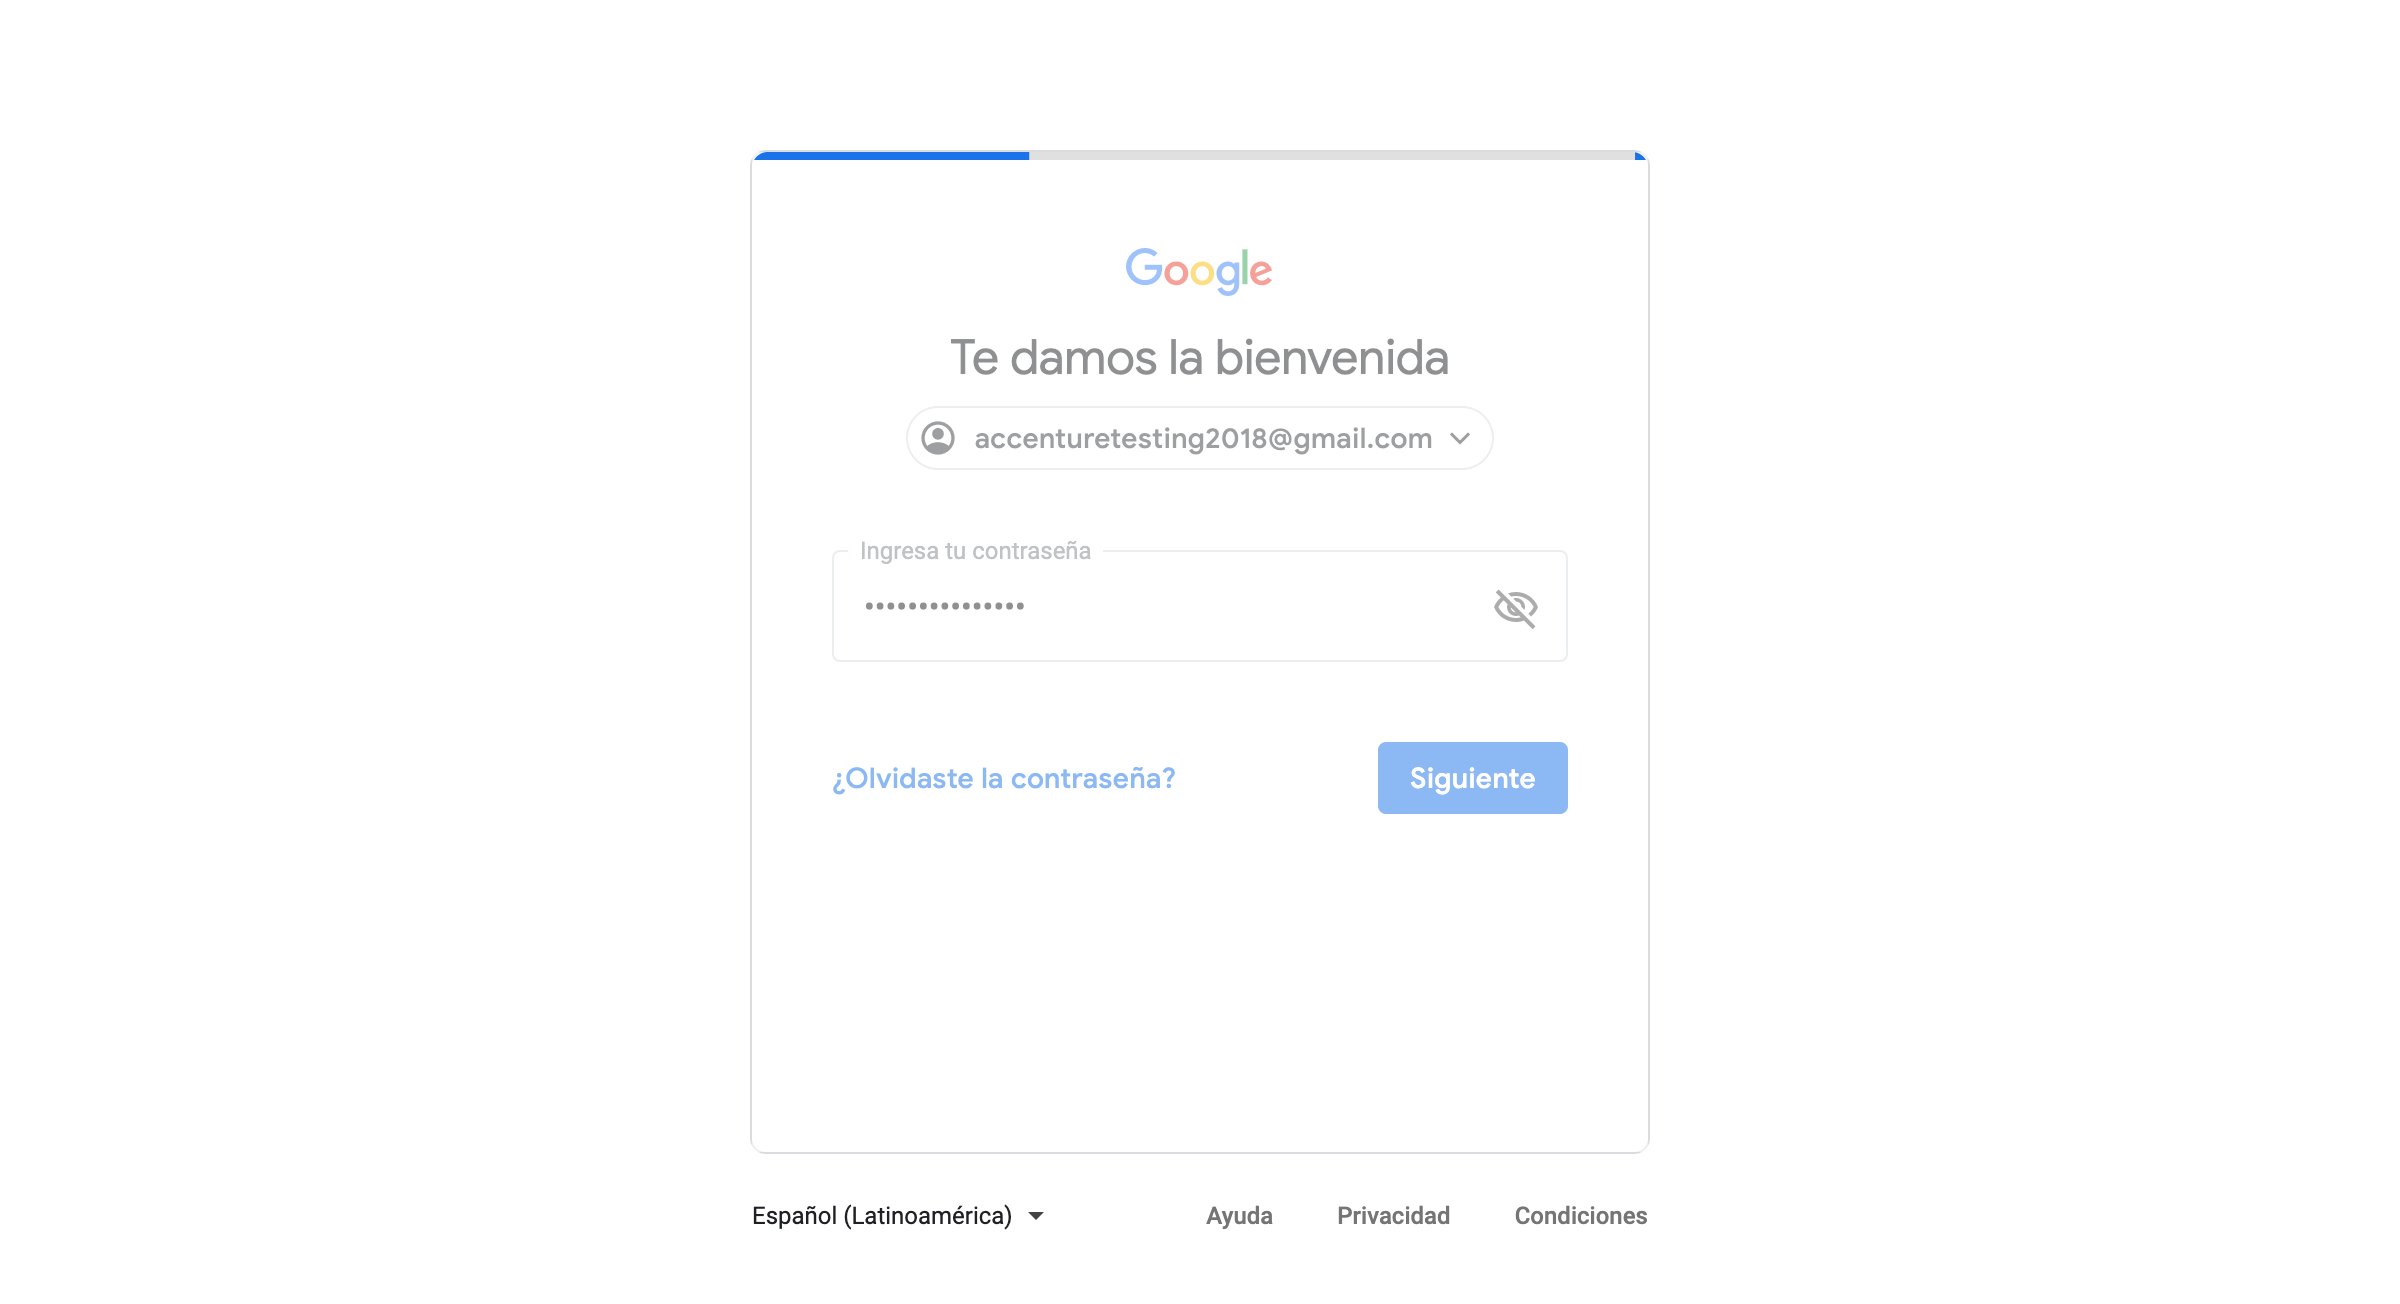 Google
Te damos la bienvenida
accenturetesting2018@gmail.com
Ingresa tu contraseña
•••••••••••••••
¿Olvidaste la contraseña?
Siguiente
Español (Latinoamérica)
Ayuda
Privacidad
Condiciones